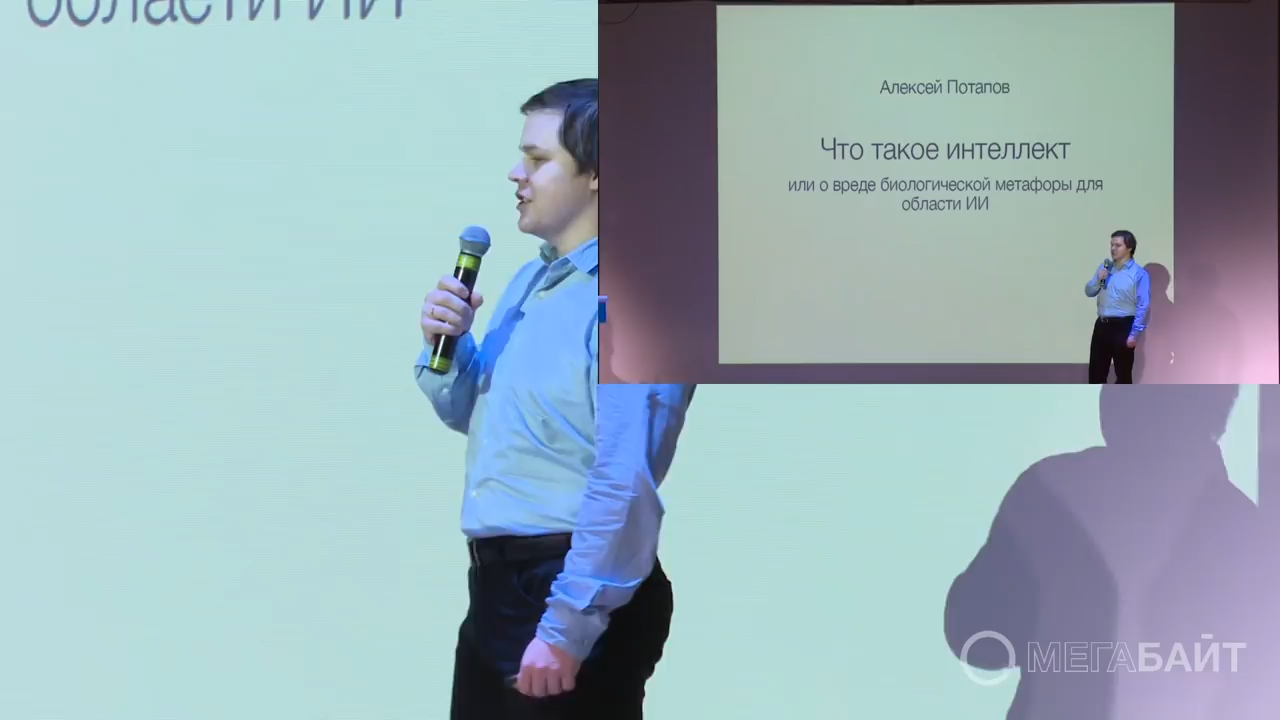 области ИИ
Алексей Потапов
Что такое интеллект
или о вреде биологической метафоры для
области ИИ
МЕГАБАЙТ